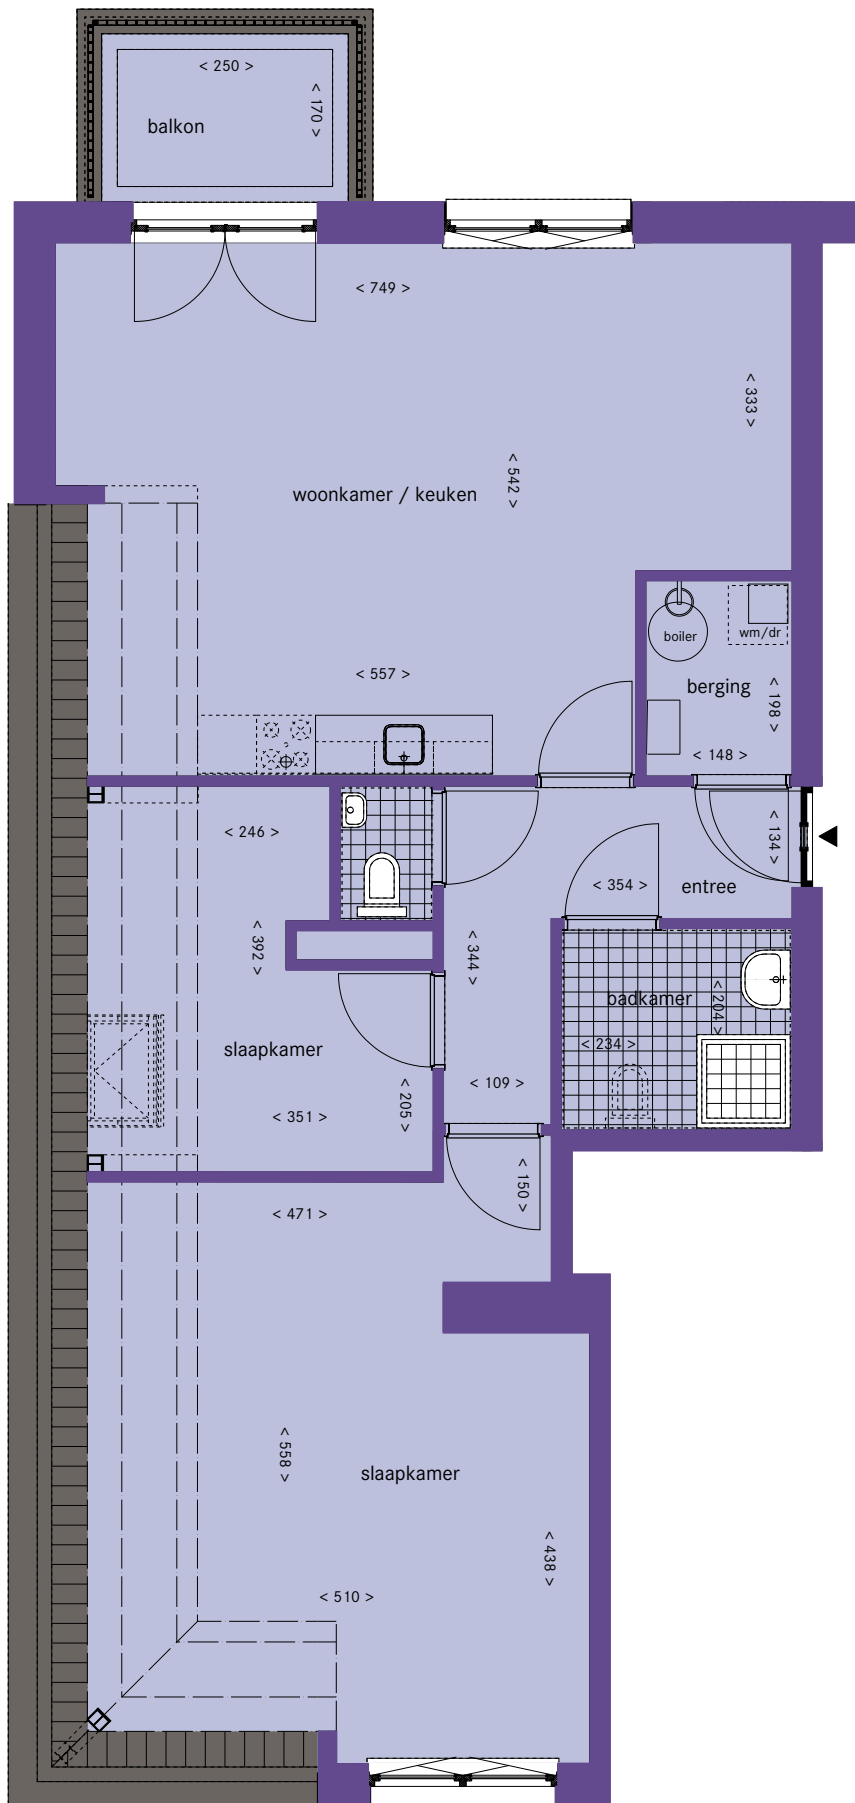 < 250 >
< 170 >
balkon
< 749 >
< 333 >
< 542 >
woonkamer / keuken
boiler
wm/dr
< 557 >
berging
< 198 >
< 148 >
< 246 >
< 134 >
< 354 >
entree
< 392 >
< 344 >
badkamer
< 204 >
< 234 >
slaapkamer
< 109 >
< 205 >
< 351 >
< 150 >
< 471 >
< 558 >
slaapkamer
< 438 >
< 510 >